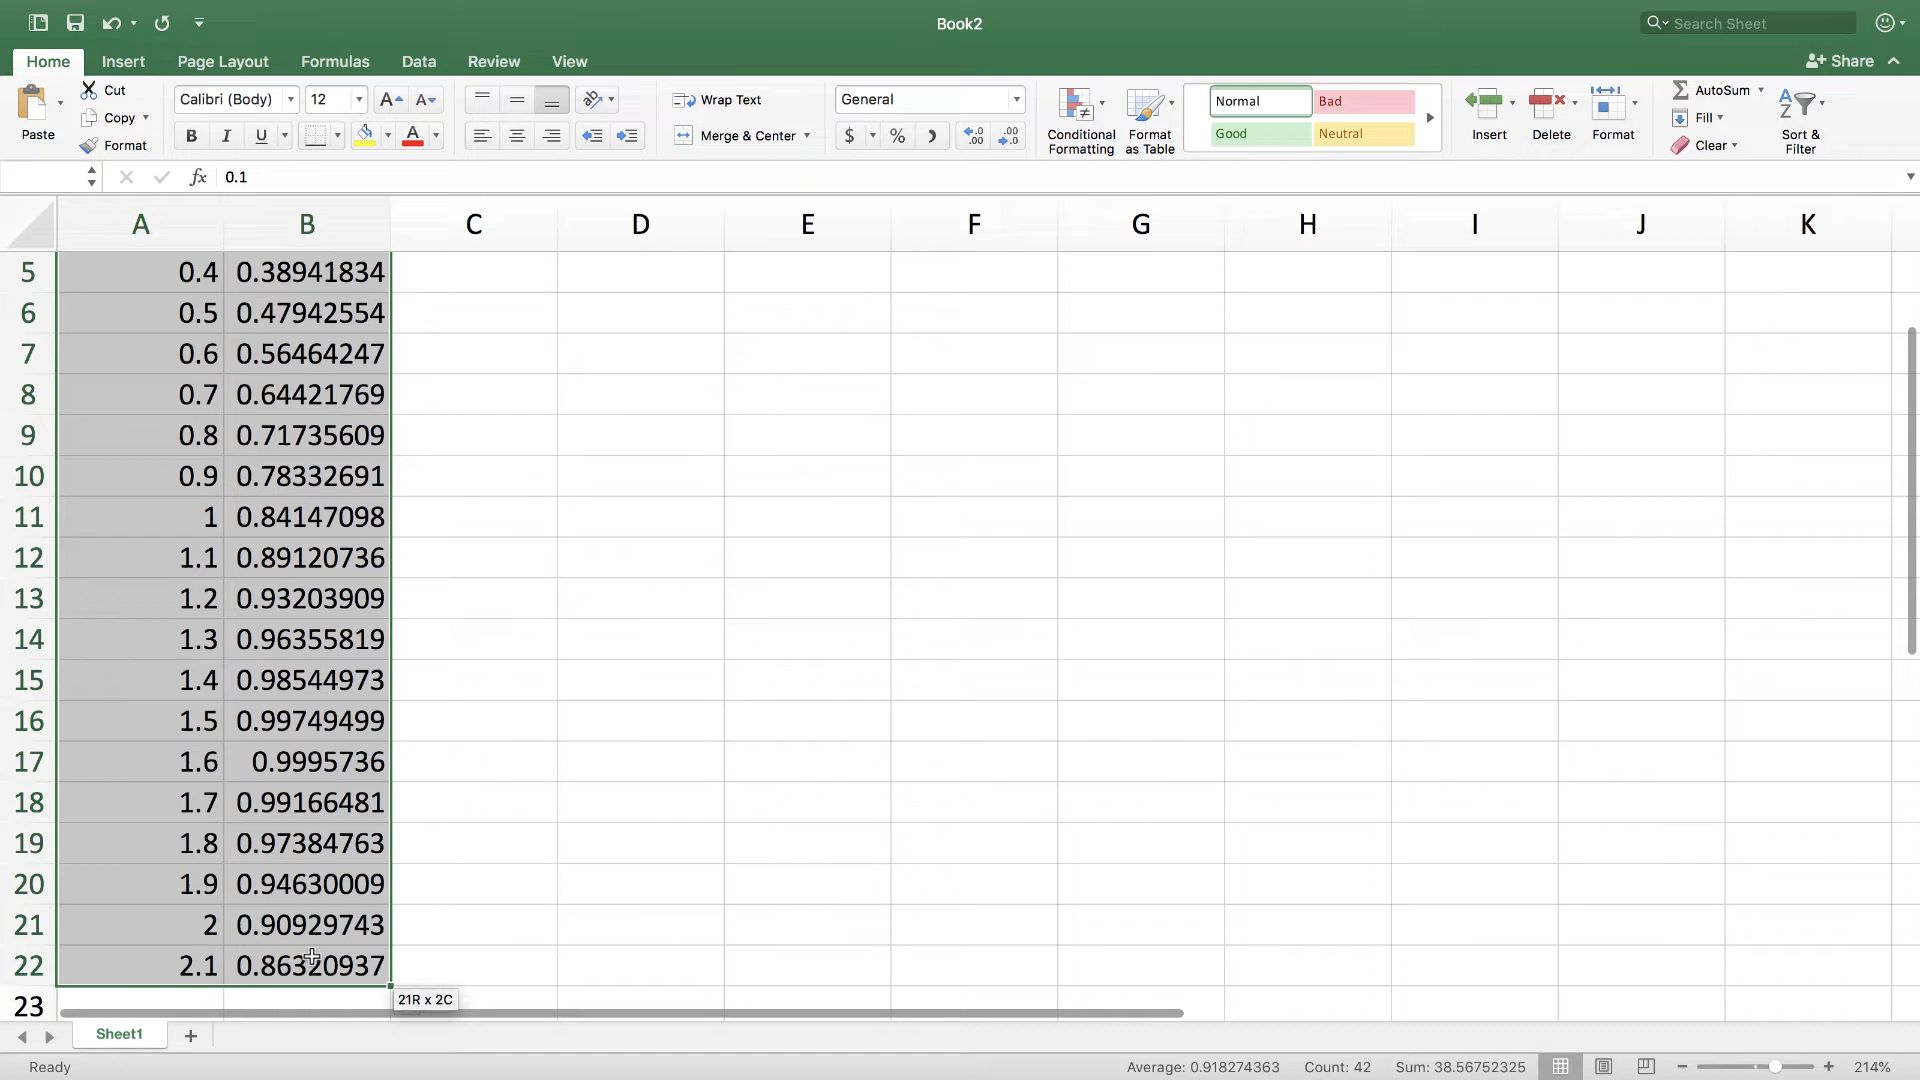 Book2
Search Sheet
Home Insert Page Layout Formulas Data Review View Share
Paste Cut Copy Format
Calibri (Body) 12
Wrap Text
Merge & Center
General
Conditional Formatting
Format as Table
Normal Bad
Good Neutral
Insert Delete Format
AutoSum
Fill
Clear
Sort & Filter
fx 0.1
A B C D E F G H I J K
5 0.4 0.38941834
6 0.5 0.47942554
7 0.6 0.56464247
8 0.7 0.64421769
9 0.8 0.71735609
10 0.9 0.78332691
11 1 0.84147098
12 1.1 0.89120736
13 1.2 0.93203909
14 1.3 0.96355819
15 1.4 0.98544973
16 1.5 0.99749499
17 1.6 0.9995736
18 1.7 0.99166481
19 1.8 0.97384763
20 1.9 0.94630009
21 2 0.90929743
22 2.1 0.86320937
23
21R x 2C
Sheet1
Ready Average: 0.918274363 Count: 42 Sum: 38.56752325 214%